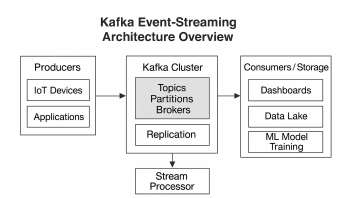 Kafka Event-Streaming
Architecture Overview
Producers
IoT Devices
Applications
Kafka Cluster
Topics
Partitions
Brokers
Replication
Stream
Processor
Consumers/Storage
Dashboards
Data Lake
ML Model
Training